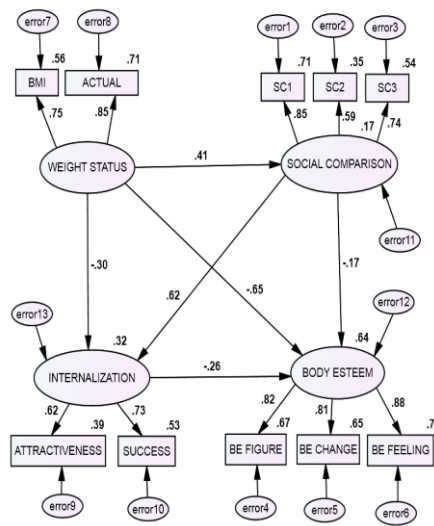 error7
error8
error1
error2
error3
.56
.71
.71
.35
.54
BMI
ACTUAL
SC1
SC2
SC3
.75
.85
.85
.59
.17
.74
WEIGHT STATUS
.41
SOCIAL COMPARISON
error11
-.30
-.17
.62
-.65
error13
error12
.32
.64
INTERNALIZATION
-.26
BODY ESTEEM
.62
.73
.82
.81
.88
.39
.53
.67
.65
.7
ATTRACTIVENESS
SUCCESS
BE FIGURE
BE CHANGE
BE FEELING
error9
error10
error4
error5
error6